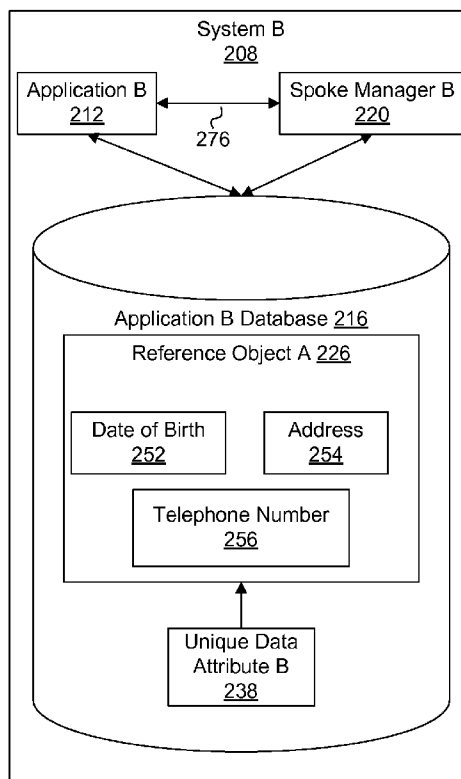 System B
208
Application B
212
Spoke Manager B
220
276
Application B Database 216
Reference Object A 226
Date of Birth
252
Address
254
Telephone Number
256
Unique Data
Attribute B
238